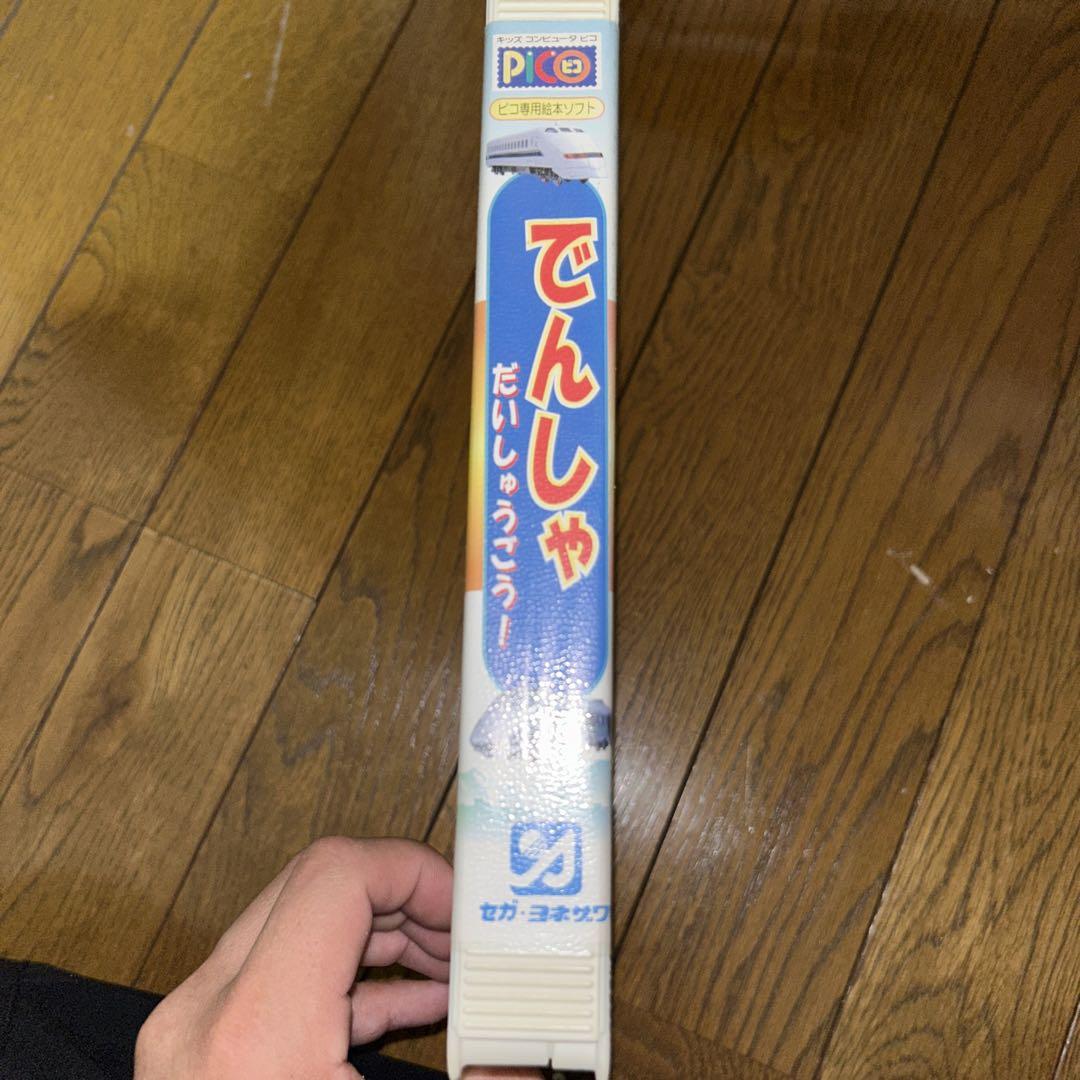 キッズ コンピュータ ピコ
PiCO ピコ
ピコ専用絵本ソフト
でんしゃ
だいしゅうごう！
セガ・ヨネザワ